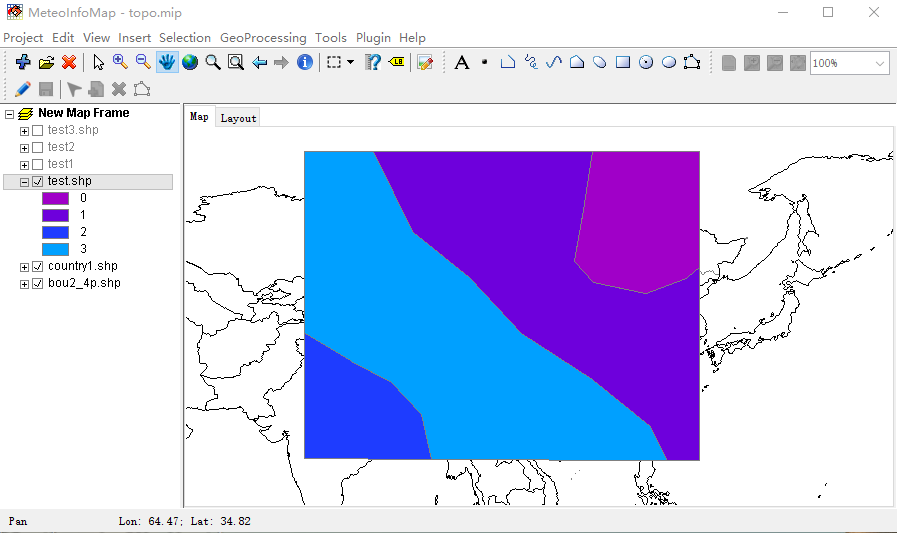 MeteoInfoMap - topo.mip
Project Edit View Insert Selection GeoProcessing Tools Plugin Help
A
100%
New Map Frame
test3.shp
test2
test1
test.shp
0
1
2
3
country1.shp
bou2_4p.shp
Map Layout
Pan Lon: 64.47; Lat: 34.82